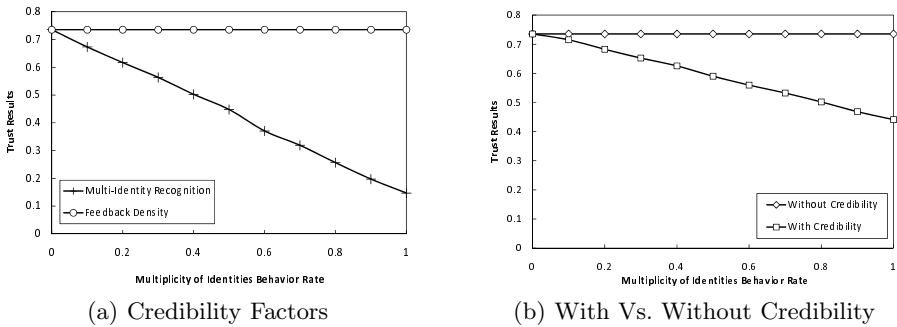 0.8
0.7
0.6
0.5
0.4
0.3
0.2
0.1
0
Trust Results
Multi-Identity Recognition
Feedback Density
0 0.2 0.4 0.6 0.8 1
Multiplicity of Identities Behavior Rate
(a) Credibility Factors
0.8
0.7
0.6
0.5
0.4
0.3
0.2
0.1
0
Trust Results
Without Credibility
With Credibility
0 0.2 0.4 0.6 0.8 1
Multiplicity of Identities Behavior Rate
(b) With Vs. Without Credibility